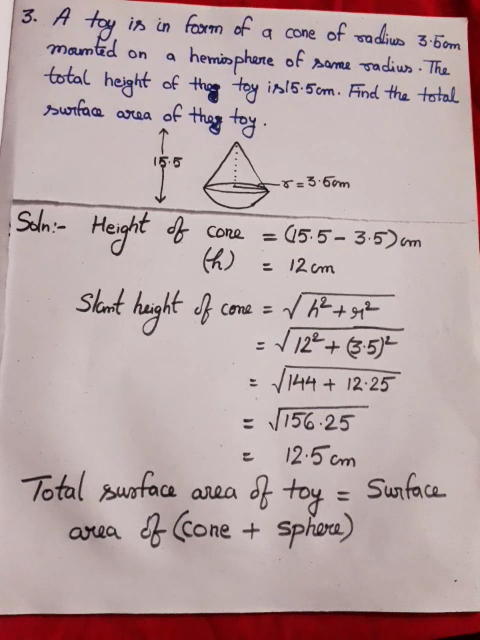 3. A toy is in form of a cone of radius 3.5cm
mounted on a hemisphere of same radius. The
total height of the toy is 15.5cm. Find the total
surface area of the toy.
15.5
r = 3.5cm
Soln:- Height of cone = (15.5 - 3.5) cm
(h) = 12 cm
Slant height of cone = √h² + r²
= √12² + (3.5)²
= √144 + 12.25
= √156.25
= 12.5 cm
Total surface area of toy = Surface
area of (cone + sphere)